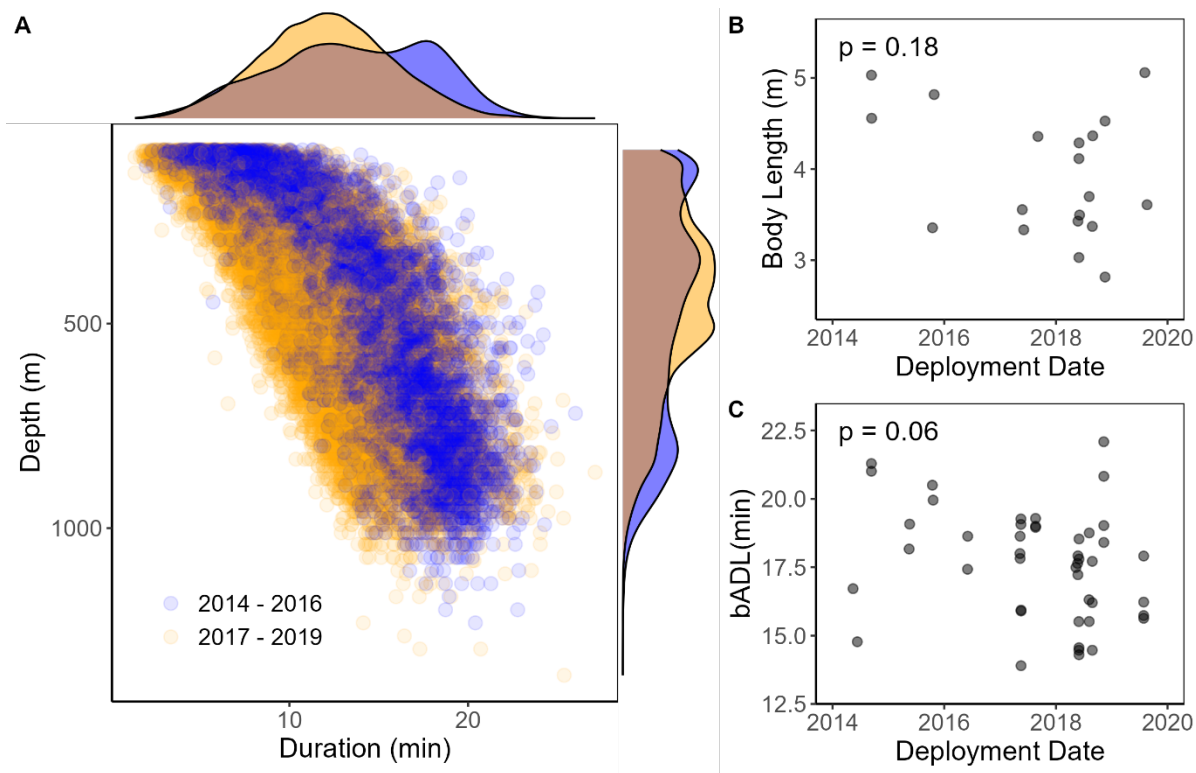 A
500
1000
Depth (m)
2014 - 2016
2017 - 2019
10 20
Duration (min)
B
p = 0.18
5
4
3
Body Length (m)
2014 2016 2018 2020
Deployment Date
C
p = 0.06
22.5
20.0
17.5
15.0
12.5
bADL(min)
2014 2016 2018 2020
Deployment Date